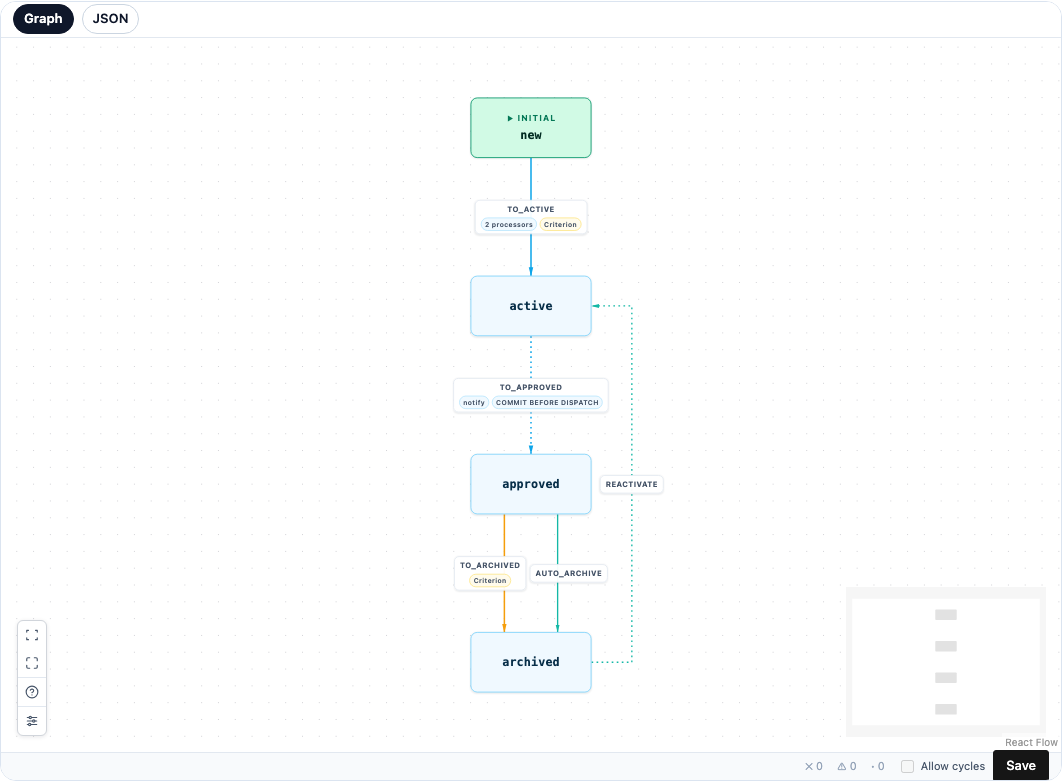 Graph JSON
INITIAL
new
TO_ACTIVE
2 processors Criterion
active
TO_APPROVED
notify COMMIT BEFORE DISPATCH
approved
REACTIVATE
TO_ARCHIVED
Criterion
AUTO_ARCHIVE
archived
React Flow
0 0 · 0 Allow cycles Save